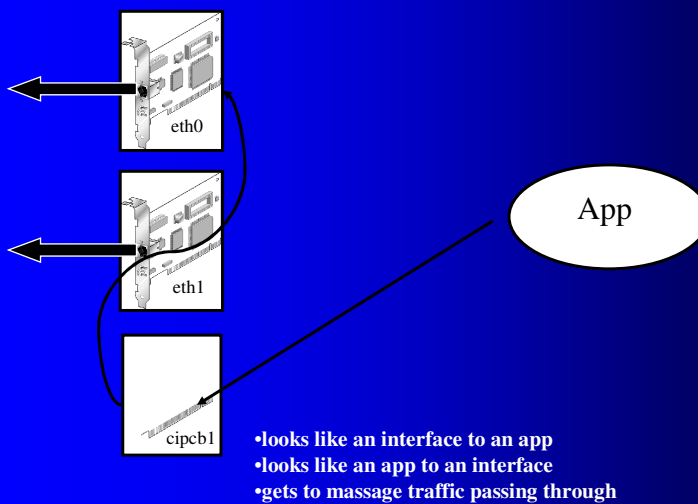 eth0
eth1
App
cipcb1
•looks like an interface to an app
•looks like an app to an interface
•gets to massage traffic passing through